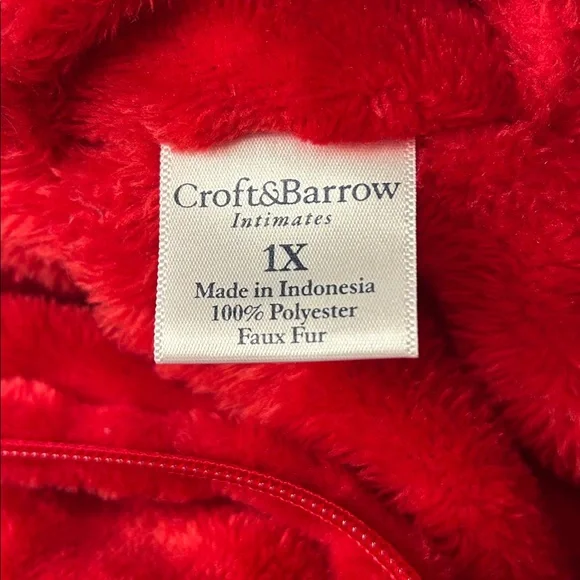 Croft&Barrow
Intimates
1X
Made in Indonesia
100% Polyester
Faux Fur